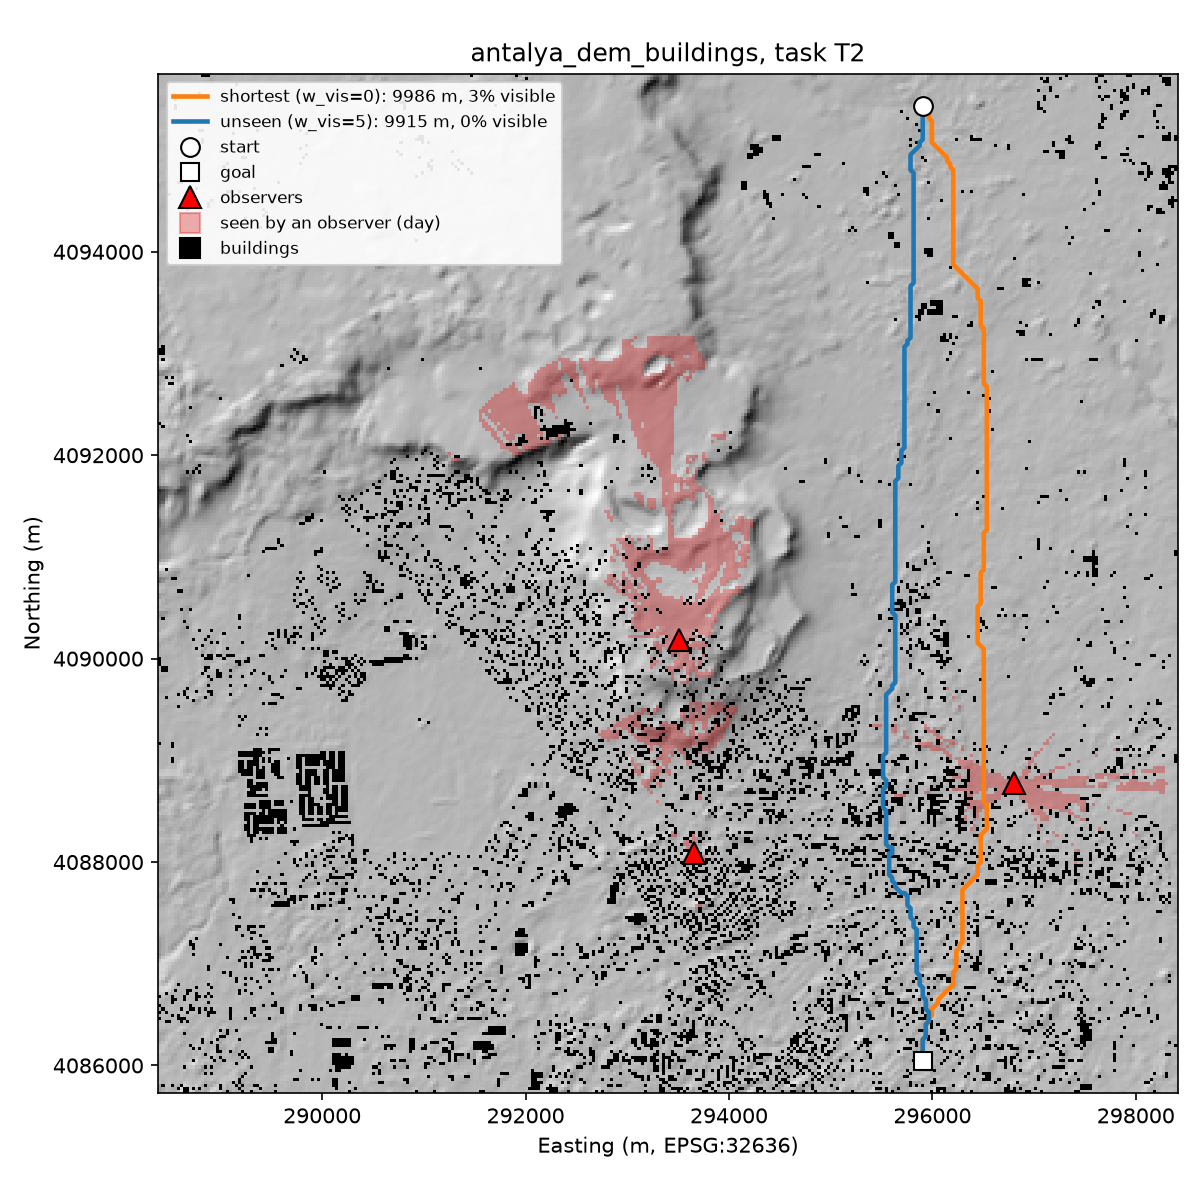 antalya_dem_buildings, task T2
shortest (w_vis=0): 9986 m, 3% visible
unseen (w_vis=5): 9915 m, 0% visible
start
goal
observers
seen by an observer (day)
buildings
4094000
4092000
4090000
4088000
4086000
Northing (m)
290000 292000 294000 296000 298000
Easting (m, EPSG:32636)